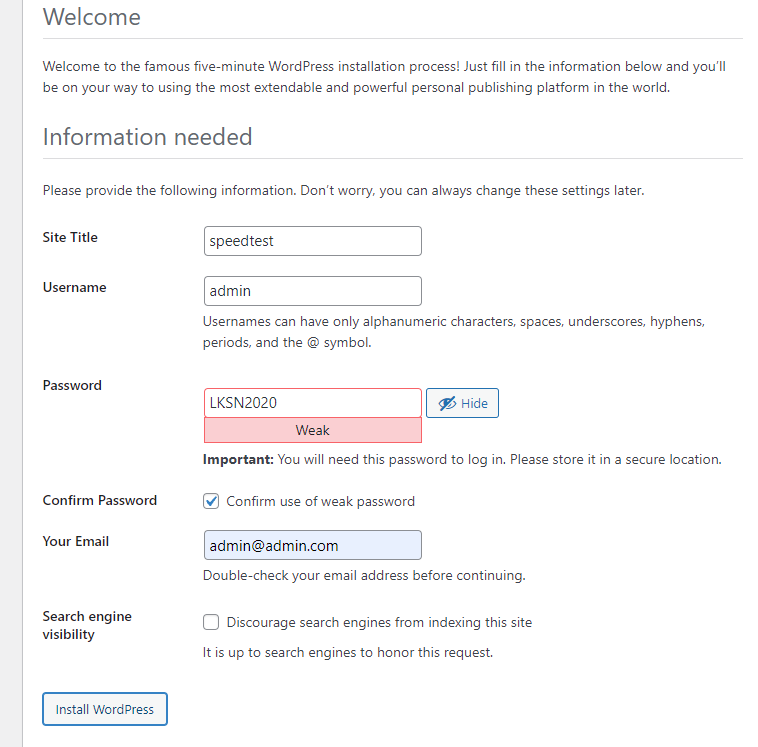 Welcome
Welcome to the famous five-minute WordPress installation process! Just fill in the information below and you’ll
be on your way to using the most extendable and powerful personal publishing platform in the world.
Information needed
Please provide the following information. Don’t worry, you can always change these settings later.
Site Title
speedtest
Username
admin
Usernames can have only alphanumeric characters, spaces, underscores, hyphens,
periods, and the @ symbol.
Password
LKSN2020
Hide
Weak
Important: You will need this password to log in. Please store it in a secure location.
Confirm Password
Confirm use of weak password
Your Email
admin@admin.com
Double-check your email address before continuing.
Search engine
visibility
Discourage search engines from indexing this site
It is up to search engines to honor this request.
Install WordPress